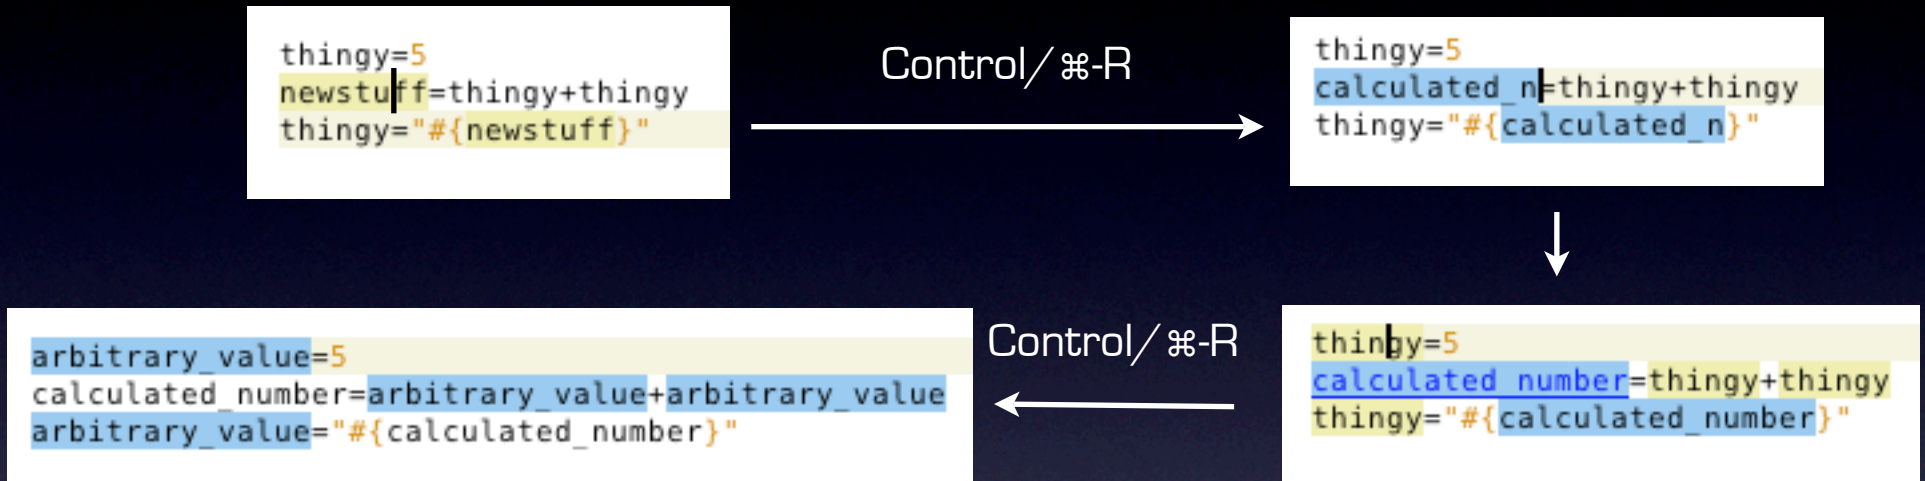 thingy=5
newstuff=thingy+thingy
thingy="#{newstuff}"
Control/⌘-R
thingy=5
calculated_n=thingy+thingy
thingy="#{calculated_n}"
thingy=5
calculated_number=thingy+thingy
thingy="#{calculated_number}"
Control/⌘-R
arbitrary_value=5
calculated_number=arbitrary_value+arbitrary_value
arbitrary_value="#{calculated_number}"